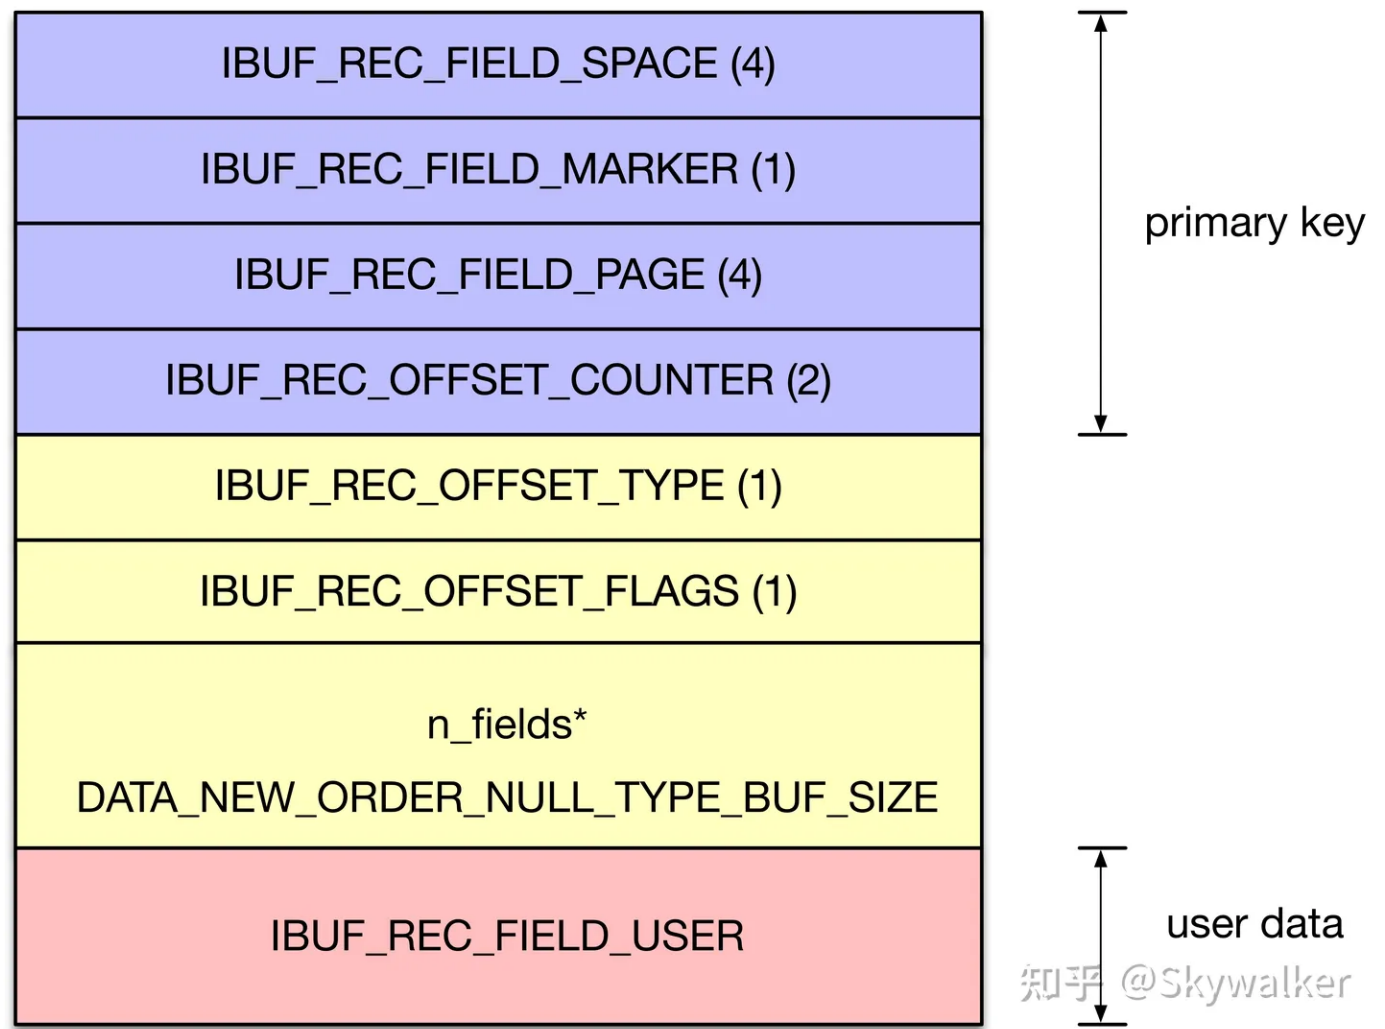 IBUF_REC_FIELD_SPACE (4)
IBUF_REC_FIELD_MARKER (1)
IBUF_REC_FIELD_PAGE (4)
primary key
IBUF_REC_OFFSET_COUNTER (2)
IBUF_REC_OFFSET_TYPE (1)
IBUF_REC_OFFSET_FLAGS (1)
n_fields*
DATA_NEW_ORDER_NULL_TYPE_BUF_SIZE
IBUF_REC_FIELD_USER
user data
知乎 @Skywalker